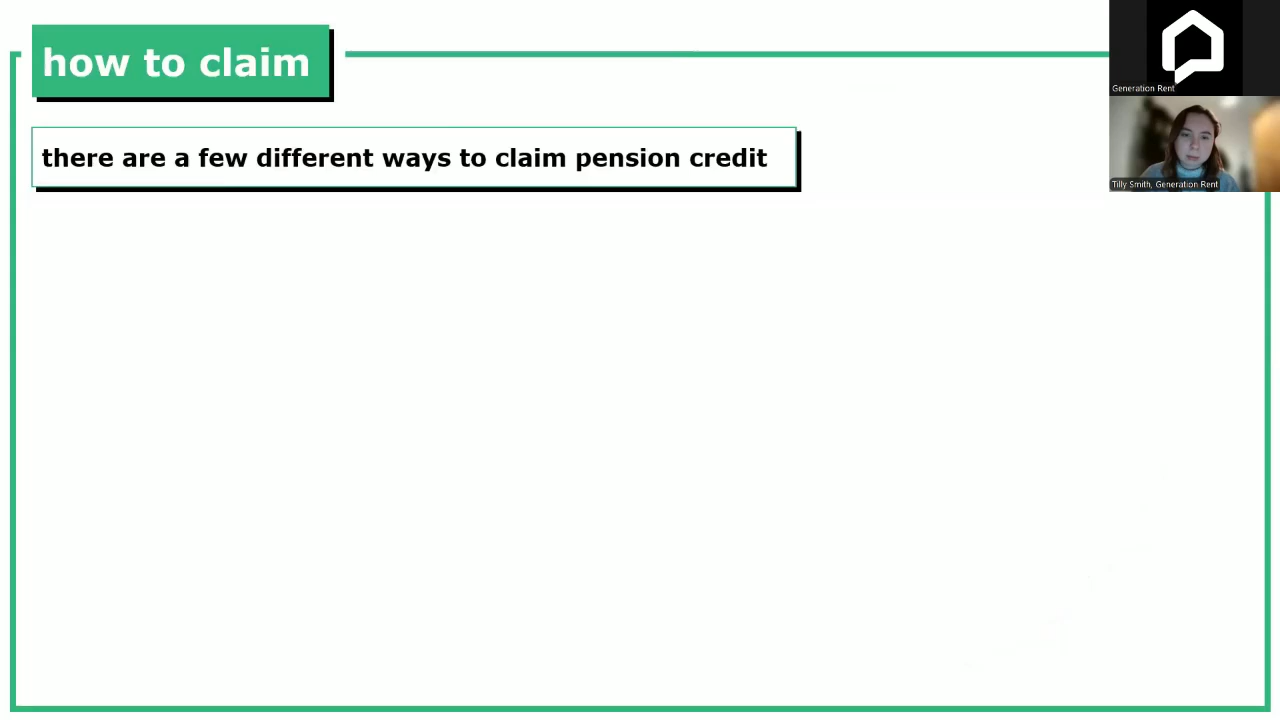 how to claim
there are a few different ways to claim pension credit
Generation Rent
Tilly Smith, Generation Rent